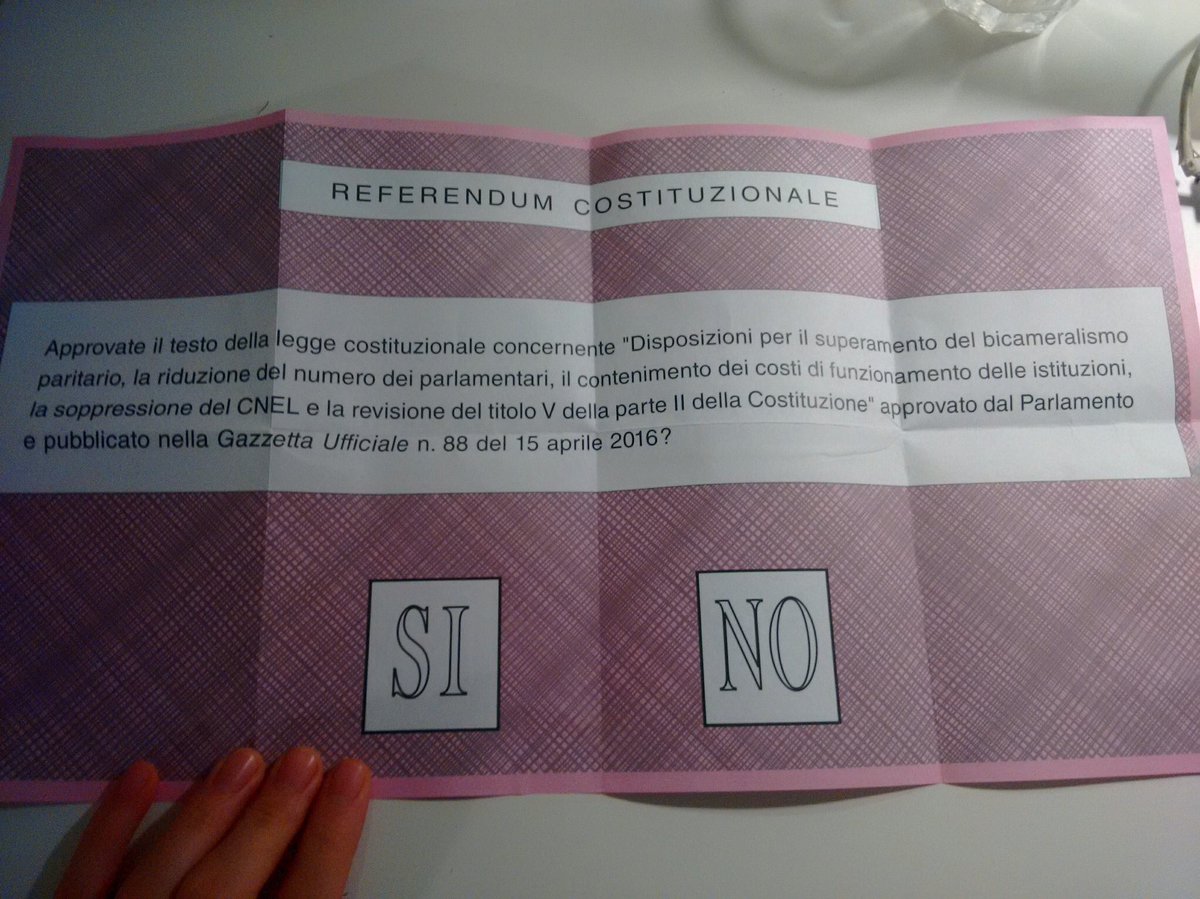 REFERENDUM COSTITUZIONALE
Approvate il testo della legge costituzionale concernente "Disposizioni per il superamento del bicameralismo
paritario, la riduzione del numero dei parlamentari, il contenimento dei costi di funzionamento delle istituzioni,
la soppressione del CNEL e la revisione del titolo V della parte II della Costituzione" approvato dal Parlamento
e pubblicato nella Gazzetta Ufficiale n. 88 del 15 aprile 2016?
SI NO